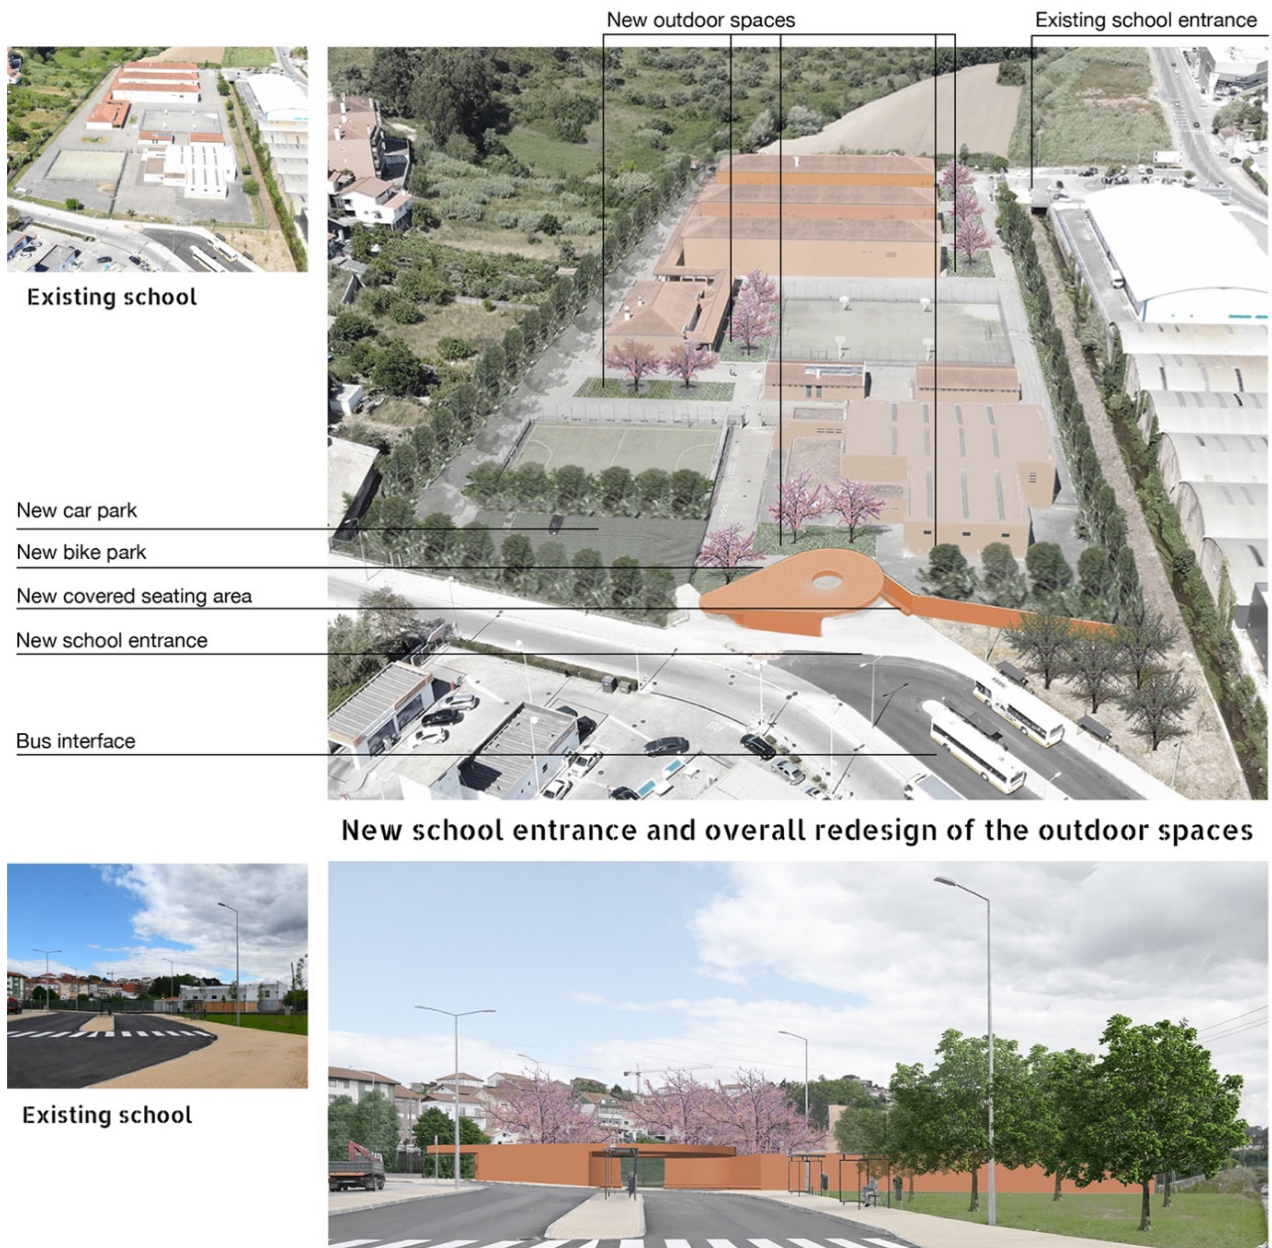 New outdoor spaces
Existing school entrance
Existing school
New car park
New bike park
New covered seating area
New school entrance
Bus interface
New school entrance and overall redesign of the outdoor spaces
Existing school